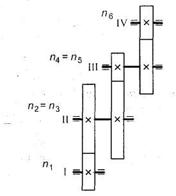 n6
IV
n4 = n5
III
n2 = n3
II
n1
I